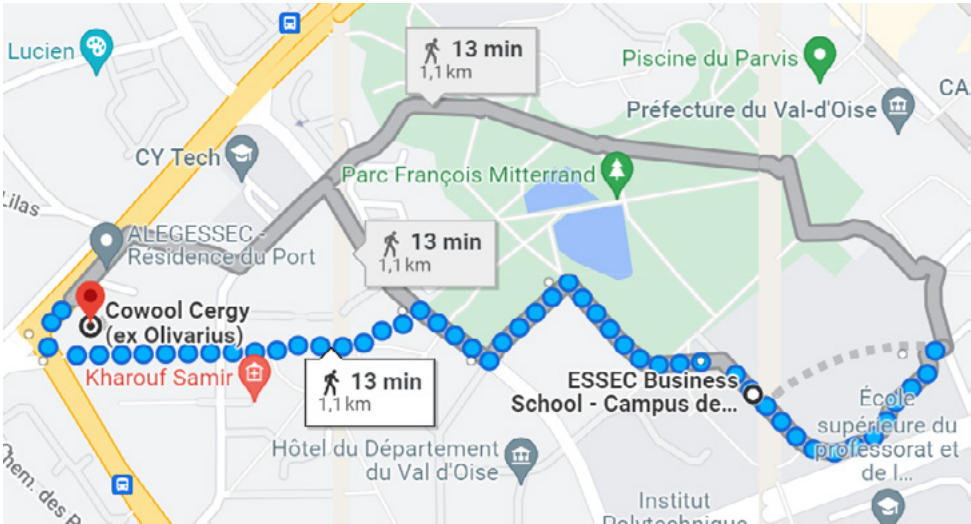 Lucien
13 min
1,1 km
Piscine du Parvis
CA
Préfecture du Val-d'Oise
CY Tech
Parc François Mitterrand
Lilas
ALEGESSEC -
Résidence du Port
13 min
1,1 km
Cowool Cergy
(ex Olivarius)
Kharouf Samir
13 min
1,1 km
ESSEC Business
School - Campus de...
École
supérieure du
professorat et
de l...
Hôtel du Département
du Val d'Oise
Chem. des
Institut
Polytechnique